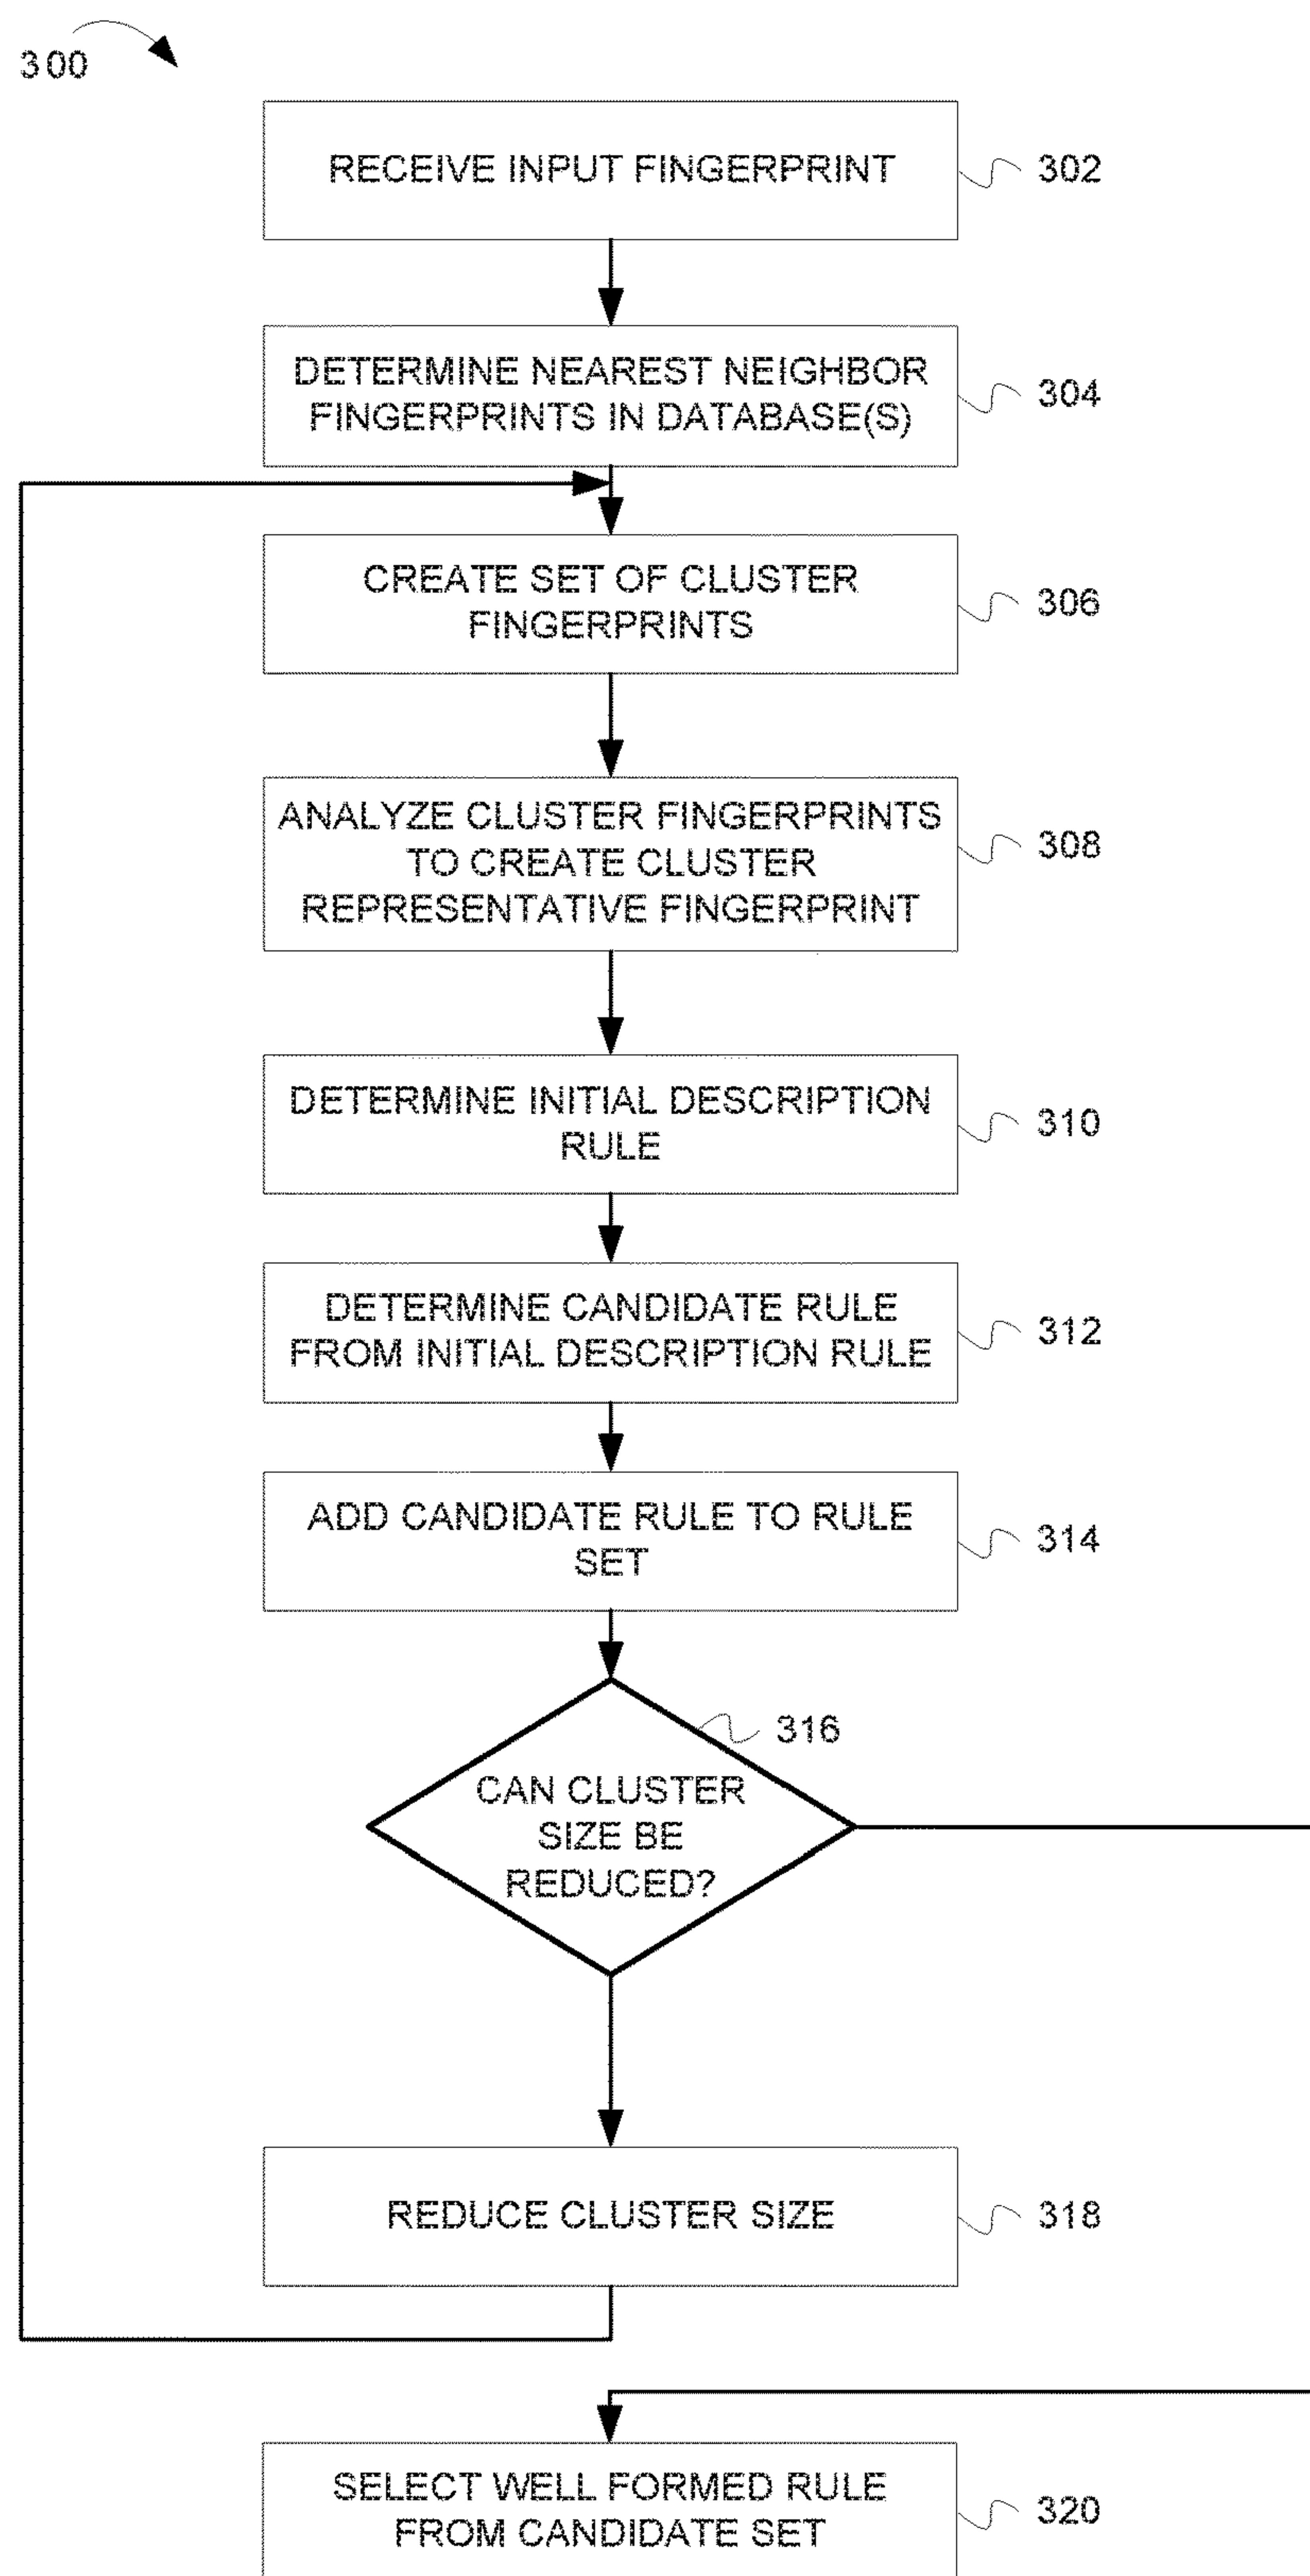 300
RECEIVE INPUT FINGERPRINT
302
DETERMINE NEAREST NEIGHBOR
FINGERPRINTS IN DATABASE(S)
304
CREATE SET OF CLUSTER
FINGERPRINTS
306
ANALYZE CLUSTER FINGERPRINTS
TO CREATE CLUSTER
REPRESENTATIVE FINGERPRINT
308
DETERMINE INITIAL DESCRIPTION
RULE
310
DETERMINE CANDIDATE RULE
FROM INITIAL DESCRIPTION RULE
312
ADD CANDIDATE RULE TO RULE
SET
314
316
CAN CLUSTER
SIZE BE
REDUCED?
REDUCE CLUSTER SIZE
318
SELECT WELL FORMED RULE
FROM CANDIDATE SET
320